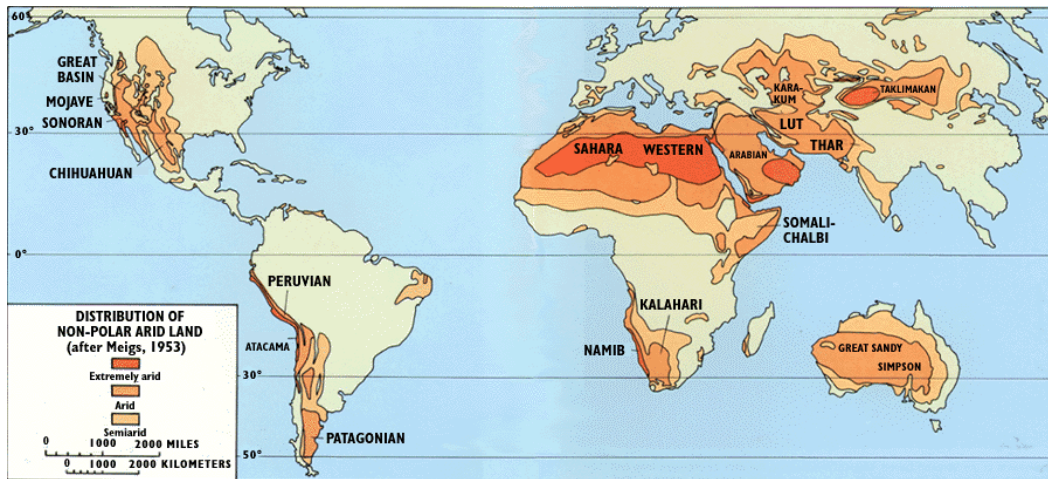 60°
GREAT
BASIN
MOJAVE
SONORAN
30°
CHIHUAHUAN
KARA-
KUM
TAKLIMAKAN
LUT
THAR
SAHARA
WESTERN
ARABIAN
SOMALI-
CHALBI
0°
PERUVIAN
ATACAMA
30°
PATAGONIAN
50°
KALAHARI
NAMIB
GREAT SANDY
SIMPSON
DISTRIBUTION OF
NON-POLAR ARID LAND
(after Meigs, 1953)
Extremely arid
Arid
Semiarid
0 1000 2000 MILES
0 1000 2000 KILOMETERS